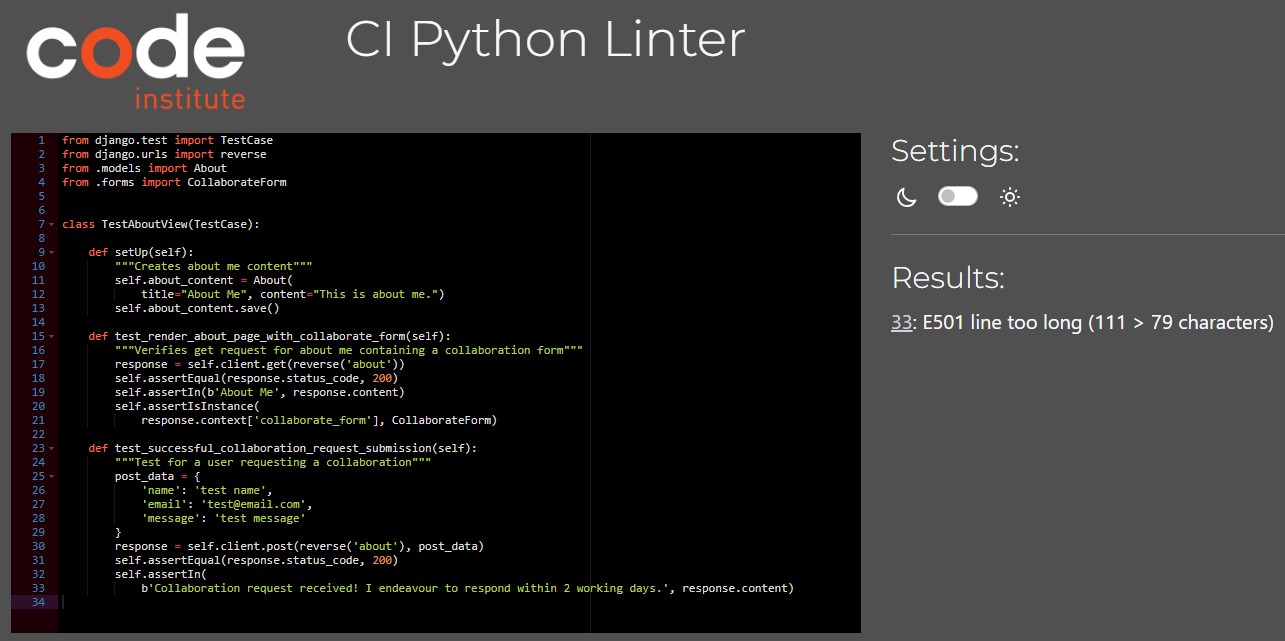 code
institute
CI Python Linter
1 from django.test import TestCase
2 from django.urls import reverse
3 from .models import About
4 from .forms import CollaborateForm
5
6
7 class TestAboutView(TestCase):
8
9     def setUp(self):
10         """Creates about me content"""
11         self.about_content = About(
12             title="About Me", content="This is about me.")
13         self.about_content.save()
14
15     def test_render_about_page_with_collaborate_form(self):
16         """Verifies get request for about me containing a collaboration form"""
17         response = self.client.get(reverse('about'))
18         self.assertEqual(response.status_code, 200)
19         self.assertIn(b'About Me', response.content)
20         self.assertIsInstance(
21             response.context['collaborate_form'], CollaborateForm)
22
23     def test_successful_collaboration_request_submission(self):
24         """Test for a user requesting a collaboration"""
25         post_data = {
26             'name': 'test name',
27             'email': 'test@email.com',
28             'message': 'test message'
29         }
30         response = self.client.post(reverse('about'), post_data)
31         self.assertEqual(response.status_code, 200)
32         self.assertIn(
33             b'Collaboration request received! I endeavour to respond within 2 working days.', response.content)
34
Settings:
Results:
33: E501 line too long (111 > 79 characters)